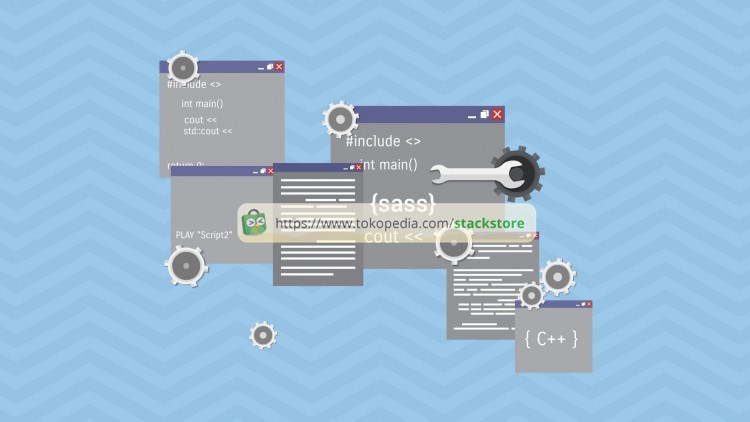 #include <>
int main()
cout <<
std::cout <<
return 0;
#include <>
int main()
{sass}
cout <<
PLAY "Script2"
https://www.tokopedia.com/stackstore
{ C++ }